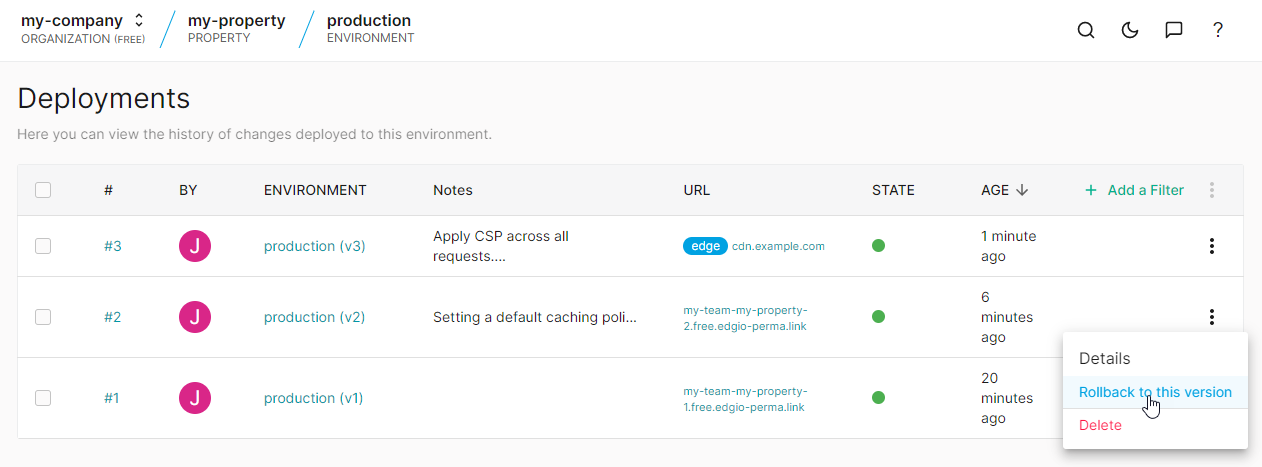 my-company my-property production
ORGANIZATION (FREE) PROPERTY ENVIRONMENT
?
Deployments
Here you can view the history of changes deployed to this environment.
# BY ENVIRONMENT Notes URL STATE AGE + Add a Filter
#3 J production (v3) Apply CSP across all requests.... edge cdn.example.com 1 minute ago
#2 J production (v2) Setting a default caching poli... my-team-my-property-2.free.edgio-perma.link 6 minutes ago
#1 J production (v1) my-team-my-property-1.free.edgio-perma.link 20 minutes ago
Details
Rollback to this version
Delete